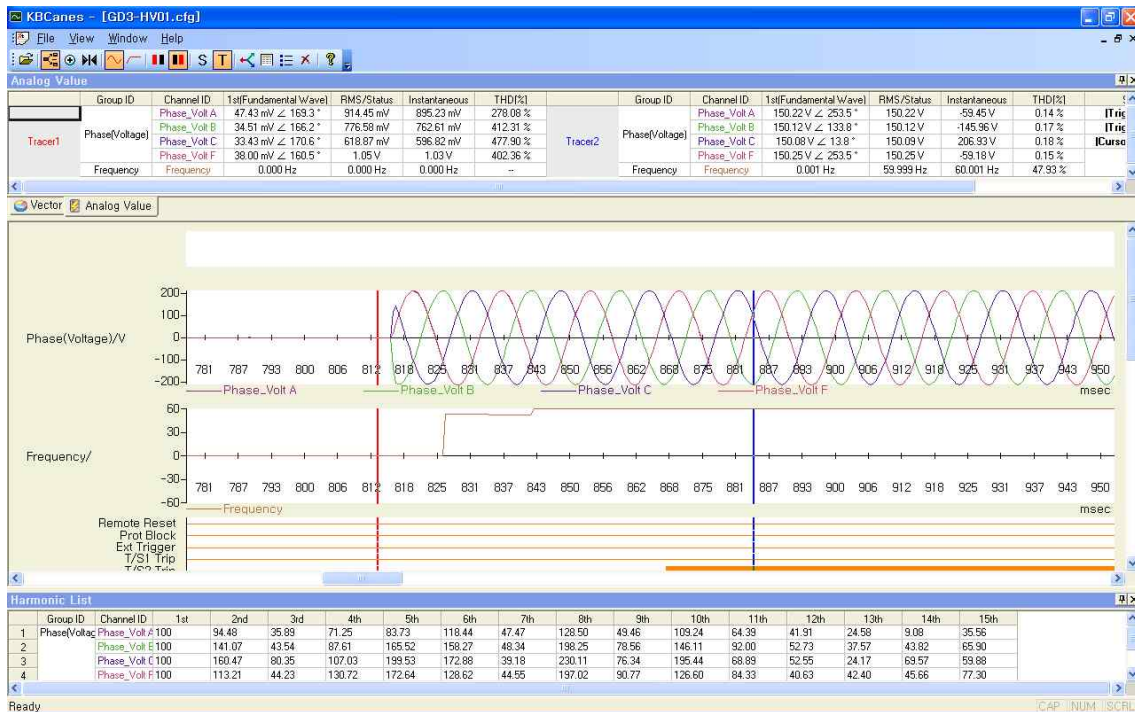 KBCanes - [GD3-HV01.cfg]
File View Window Help
S T
Analog Value
Group ID Channel ID 1st(Fundamental Wave) RMS/Status Instantaneous THD[%] Group ID Channel ID 1st(Fundamental Wave) RMS/Status Instantaneous THD[%]
Phase_Volt A 47.43 mV ∠ 169.3 ° 914.45 mV 895.23 mV 278.08 % Phase_Volt A 150.22 V ∠ 253.5 ° 150.22 V -59.45 V 0.14 %
Phase_Volt B 34.51 mV ∠ 166.2 ° 776.58 mV 762.61 mV 412.31 % Phase_Volt B 150.12 V ∠ 133.8 ° 150.12 V -145.96 V 0.17 %
Tracer1 Phase(Voltage) Phase_Volt C 33.43 mV ∠ 170.6 ° 618.87 mV 596.82 mV 477.90 % Tracer2 Phase(Voltage) Phase_Volt C 150.08 V ∠ 13.8 ° 150.09 V 206.93 V 0.18 %
Phase_Volt F 38.00 mV ∠ 160.5 ° 1.05 V 1.03 V 402.36 % Phase_Volt F 150.25 V ∠ 253.5 ° 150.25 V -59.18 V 0.15 %
Frequency Frequency 0.000 Hz 0.000 Hz 0.000 Hz -- Frequency Frequency 0.001 Hz 59.999 Hz 60.001 Hz 47.93 %
Vector Analog Value
200
100
Phase(Voltage)/V 0
-100
781 787 793 800 806 812 818 825 831 837 843 850 856 862 868 875 881 887 893 900 906 912 918 925 931 937 943 950
-200
Phase_Volt A Phase_Volt B Phase_Volt C Phase_Volt F msec
60
30
Frequency/ 0
-30
781 787 793 800 806 812 818 825 831 837 843 850 856 862 868 875 881 887 893 900 906 912 918 925 931 937 943 950
-60
Frequency msec
Remote Reset
Prot Block
Ext Trigger
T/S1 Trip
T/S2 Trip
Harmonic List
Group ID Channel ID 1st 2nd 3rd 4th 5th 6th 7th 8th 9th 10th 11th 12th 13th 14th 15th
1 Phase(Voltag Phase_Volt A 100 94.48 35.89 71.25 83.73 118.44 47.47 128.50 49.46 109.24 64.39 41.91 24.58 9.08 35.56
2 Phase_Volt B 100 141.07 43.54 87.61 165.52 158.27 48.34 198.25 78.56 146.11 92.00 52.73 37.57 43.82 65.90
3 Phase_Volt C 100 160.47 80.35 107.03 199.53 172.88 39.18 230.11 76.34 195.44 68.89 52.55 24.17 69.57 59.88
4 Phase_Volt F 100 113.21 44.23 130.72 172.64 128.62 44.55 197.02 90.77 126.60 84.33 40.63 42.40 45.66 77.30
Ready CAP NUM SCRL